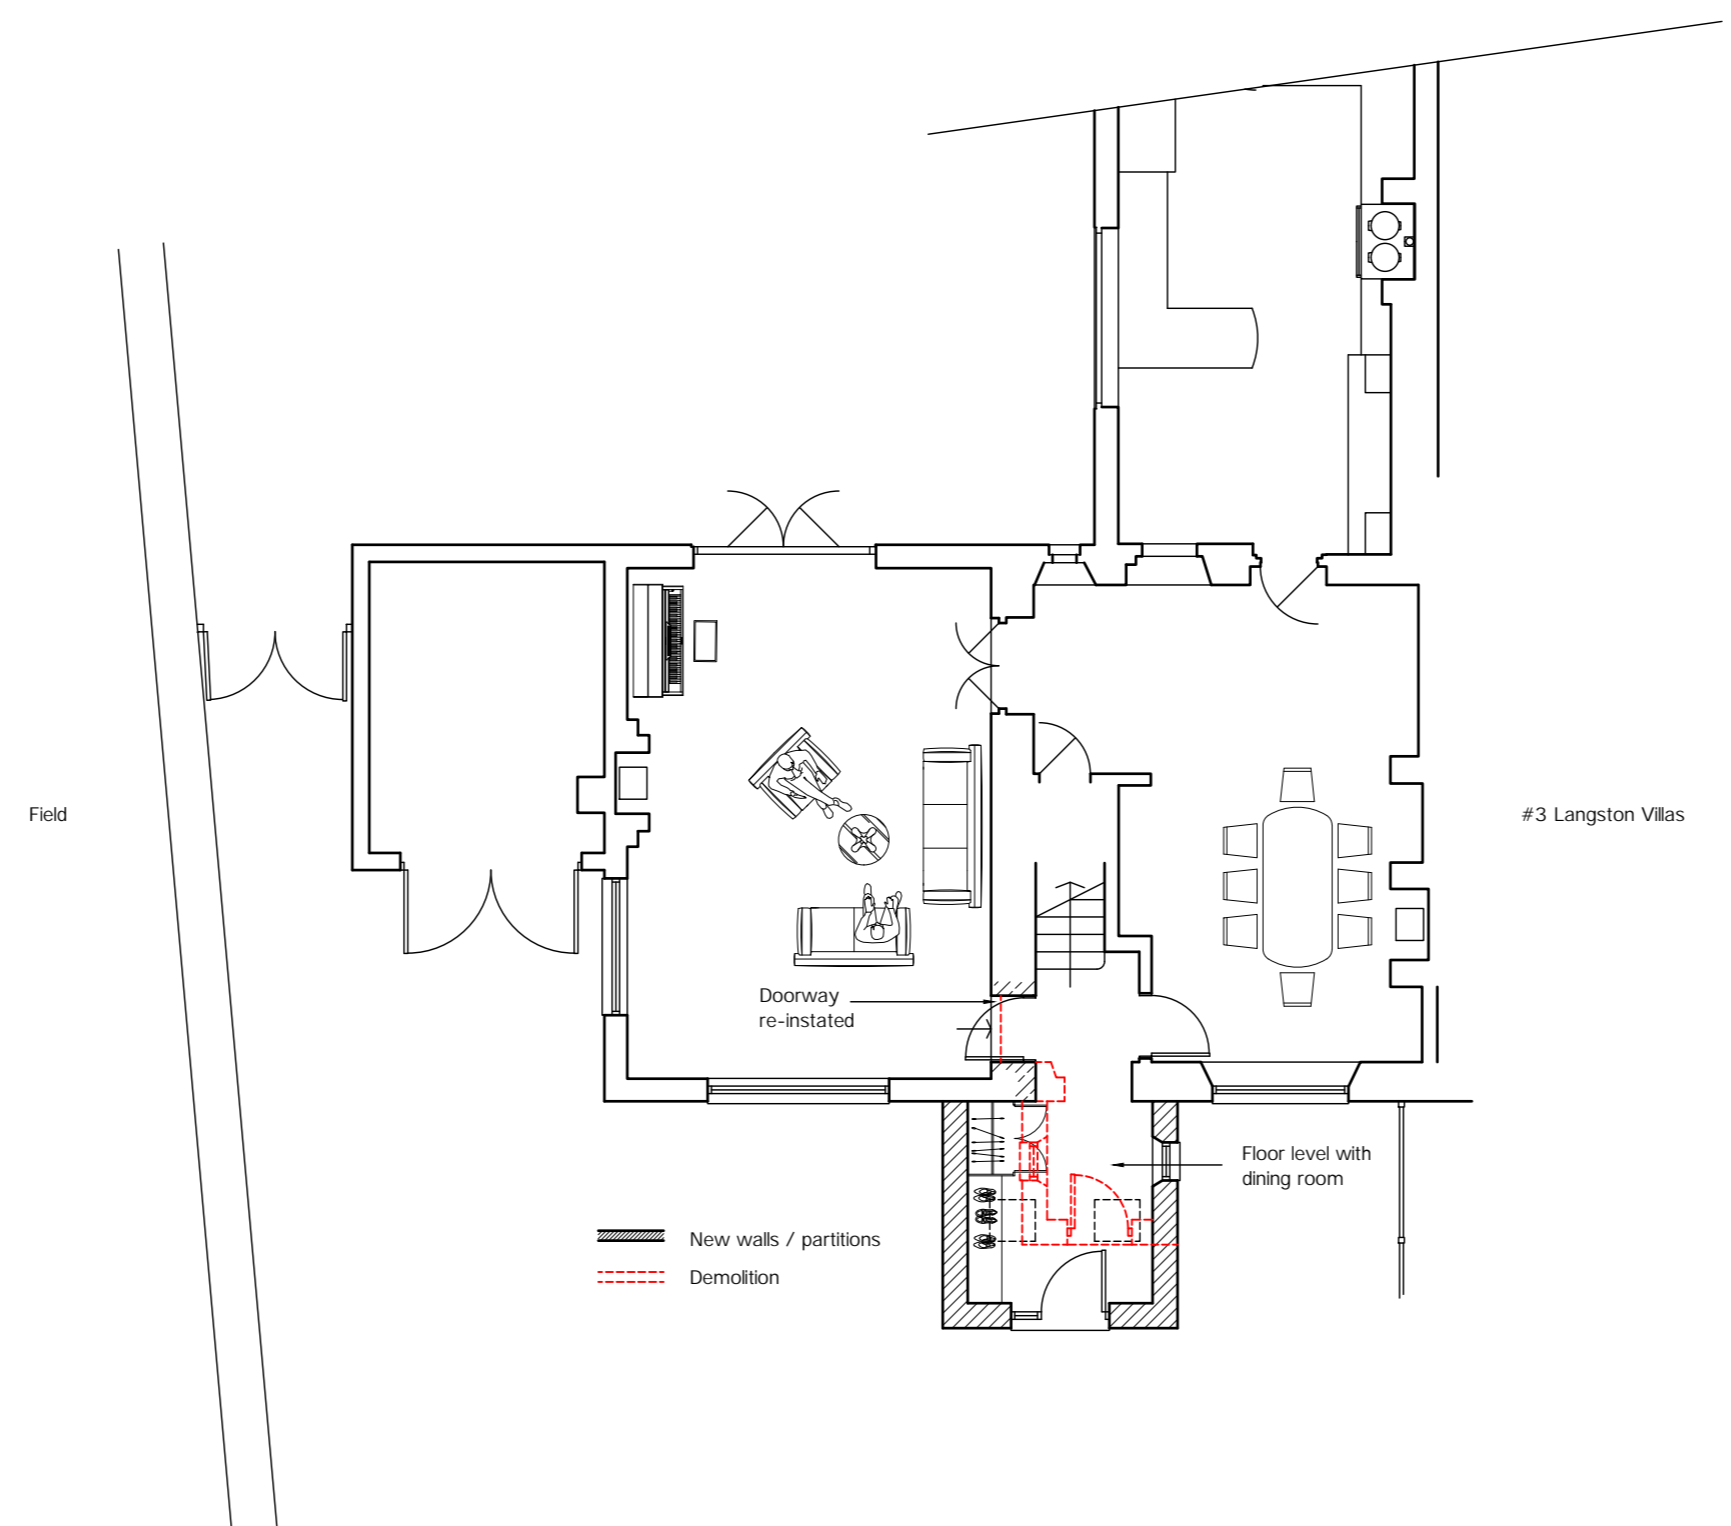 Field
#3 Langston Villas
Doorway
re-instated
Floor level with
dining room
New walls / partitions
Demolition